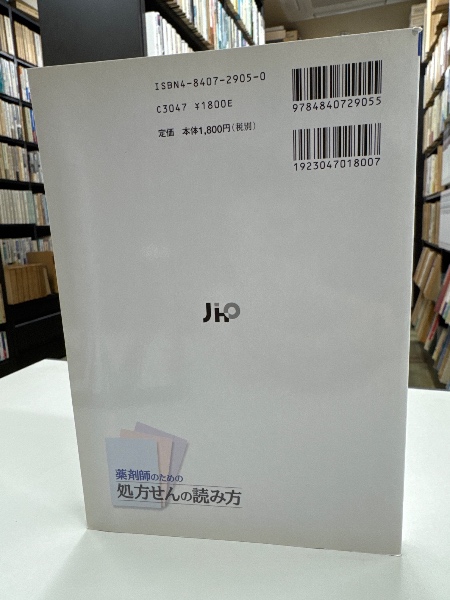 ISBN4-8407-2905-0
C3047 ¥1800E
定価 本体1,800円(税別)
9784840729055
1923047018007
JiHO
薬剤師のための
処方せんの読み方